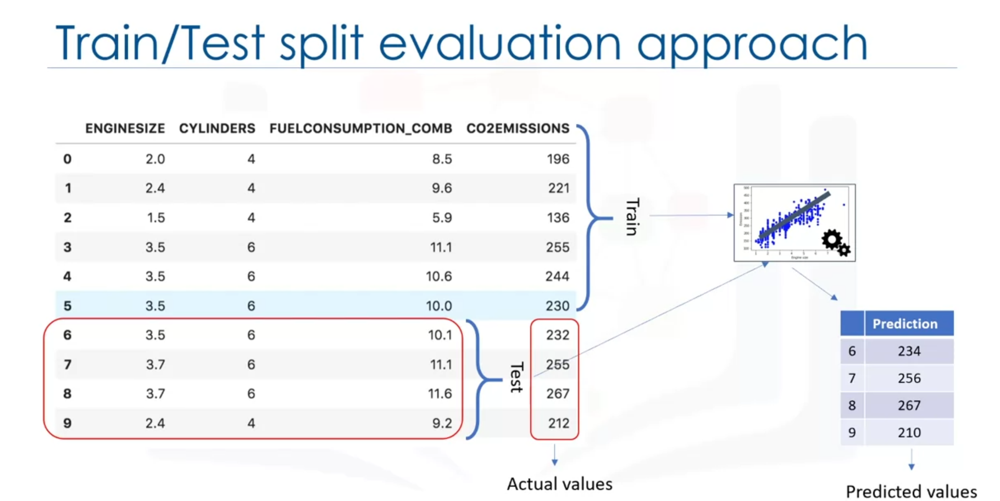 Train/Test split evaluation approach
ENGINESIZE CYLINDERS FUELCONSUMPTION_COMB CO2EMISSIONS
0 2.0 4 8.5 196
1 2.4 4 9.6 221
2 1.5 4 5.9 136
3 3.5 6 11.1 255
4 3.5 6 10.6 244
5 3.5 6 10.0 230
6 3.5 6 10.1 232
7 3.7 6 11.1 255
8 3.7 6 11.6 267
9 2.4 4 9.2 212
Train
Test
Actual values
Engine size
Prediction
6 234
7 256
8 267
9 210
Predicted values